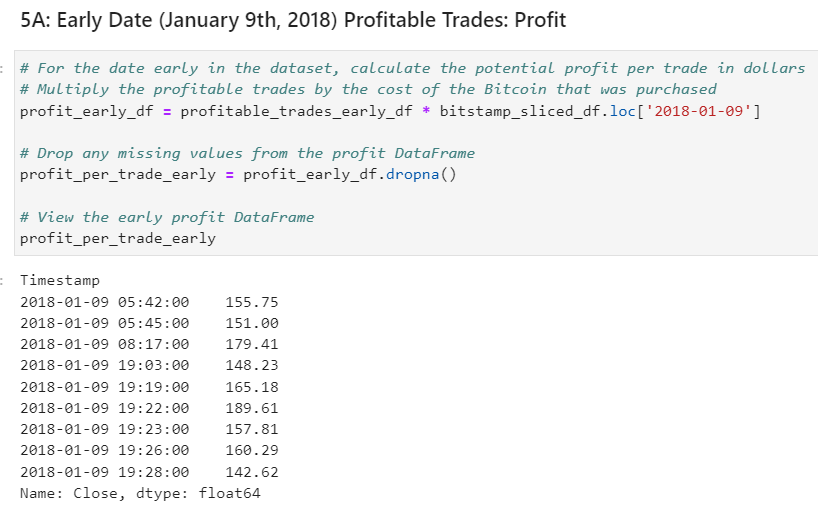 5A: Early Date (January 9th, 2018) Profitable Trades: Profit
# For the date early in the dataset, calculate the potential profit per trade in dollars
# Multiply the profitable trades by the cost of the Bitcoin that was purchased
profit_early_df = profitable_trades_early_df * bitstamp_sliced_df.loc['2018-01-09']
# Drop any missing values from the profit DataFrame
profit_per_trade_early = profit_early_df.dropna()
# View the early profit DataFrame
profit_per_trade_early
Timestamp
2018-01-09 05:42:00    155.75
2018-01-09 05:45:00    151.00
2018-01-09 08:17:00    179.41
2018-01-09 19:03:00    148.23
2018-01-09 19:19:00    165.18
2018-01-09 19:22:00    189.61
2018-01-09 19:23:00    157.81
2018-01-09 19:26:00    160.29
2018-01-09 19:28:00    142.62
Name: Close, dtype: float64